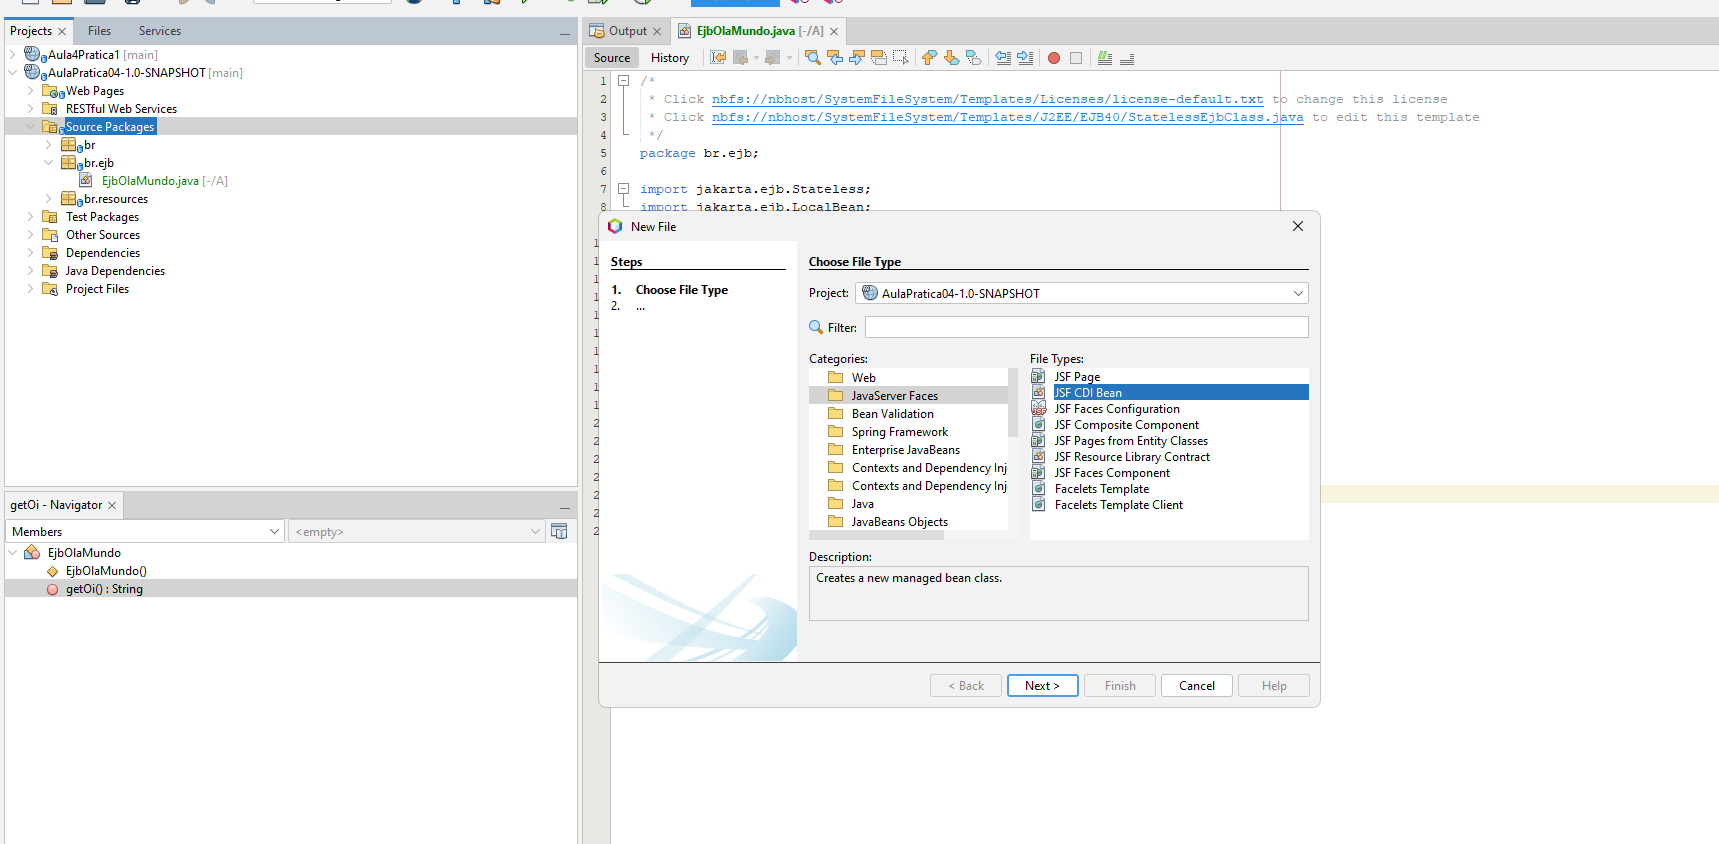 Projects
Files
Services
Aula4Pratica1 [main]
AulaPratica04-1.0-SNAPSHOT [main]
Web Pages
RESTful Web Services
Source Packages
br
br.ejb
EjbOlaMundo.java [-/A]
br.resources
Test Packages
Other Sources
Dependencies
Java Dependencies
Project Files
getOi - Navigator
Members
<empty>
EjbOlaMundo
EjbOlaMundo()
getOi() : String
Output
EjbOlaMundo.java [-/A]
Source
History
1 /*
2 * Click nbfs://nbhost/SystemFileSystem/Templates/Licenses/license-default.txt to change this license
3 * Click nbfs://nbhost/SystemFileSystem/Templates/J2EE/EJB40/StatelessEjbClass.java to edit this template
4 */
5 package br.ejb;
6
7 import jakarta.ejb.Stateless;
8 import jakarta.ejb.LocalBean;
New File
Steps
1. Choose File Type
2. ...
Choose File Type
Project: AulaPratica04-1.0-SNAPSHOT
Filter:
Categories:
Web
JavaServer Faces
Bean Validation
Spring Framework
Enterprise JavaBeans
Contexts and Dependency Inj
Contexts and Dependency Inj
Java
JavaBeans Objects
File Types:
JSF Page
JSF CDI Bean
JSF Faces Configuration
JSF Composite Component
JSF Pages from Entity Classes
JSF Resource Library Contract
JSF Faces Component
Facelets Template
Facelets Template Client
Description:
Creates a new managed bean class.
< Back
Next >
Finish
Cancel
Help